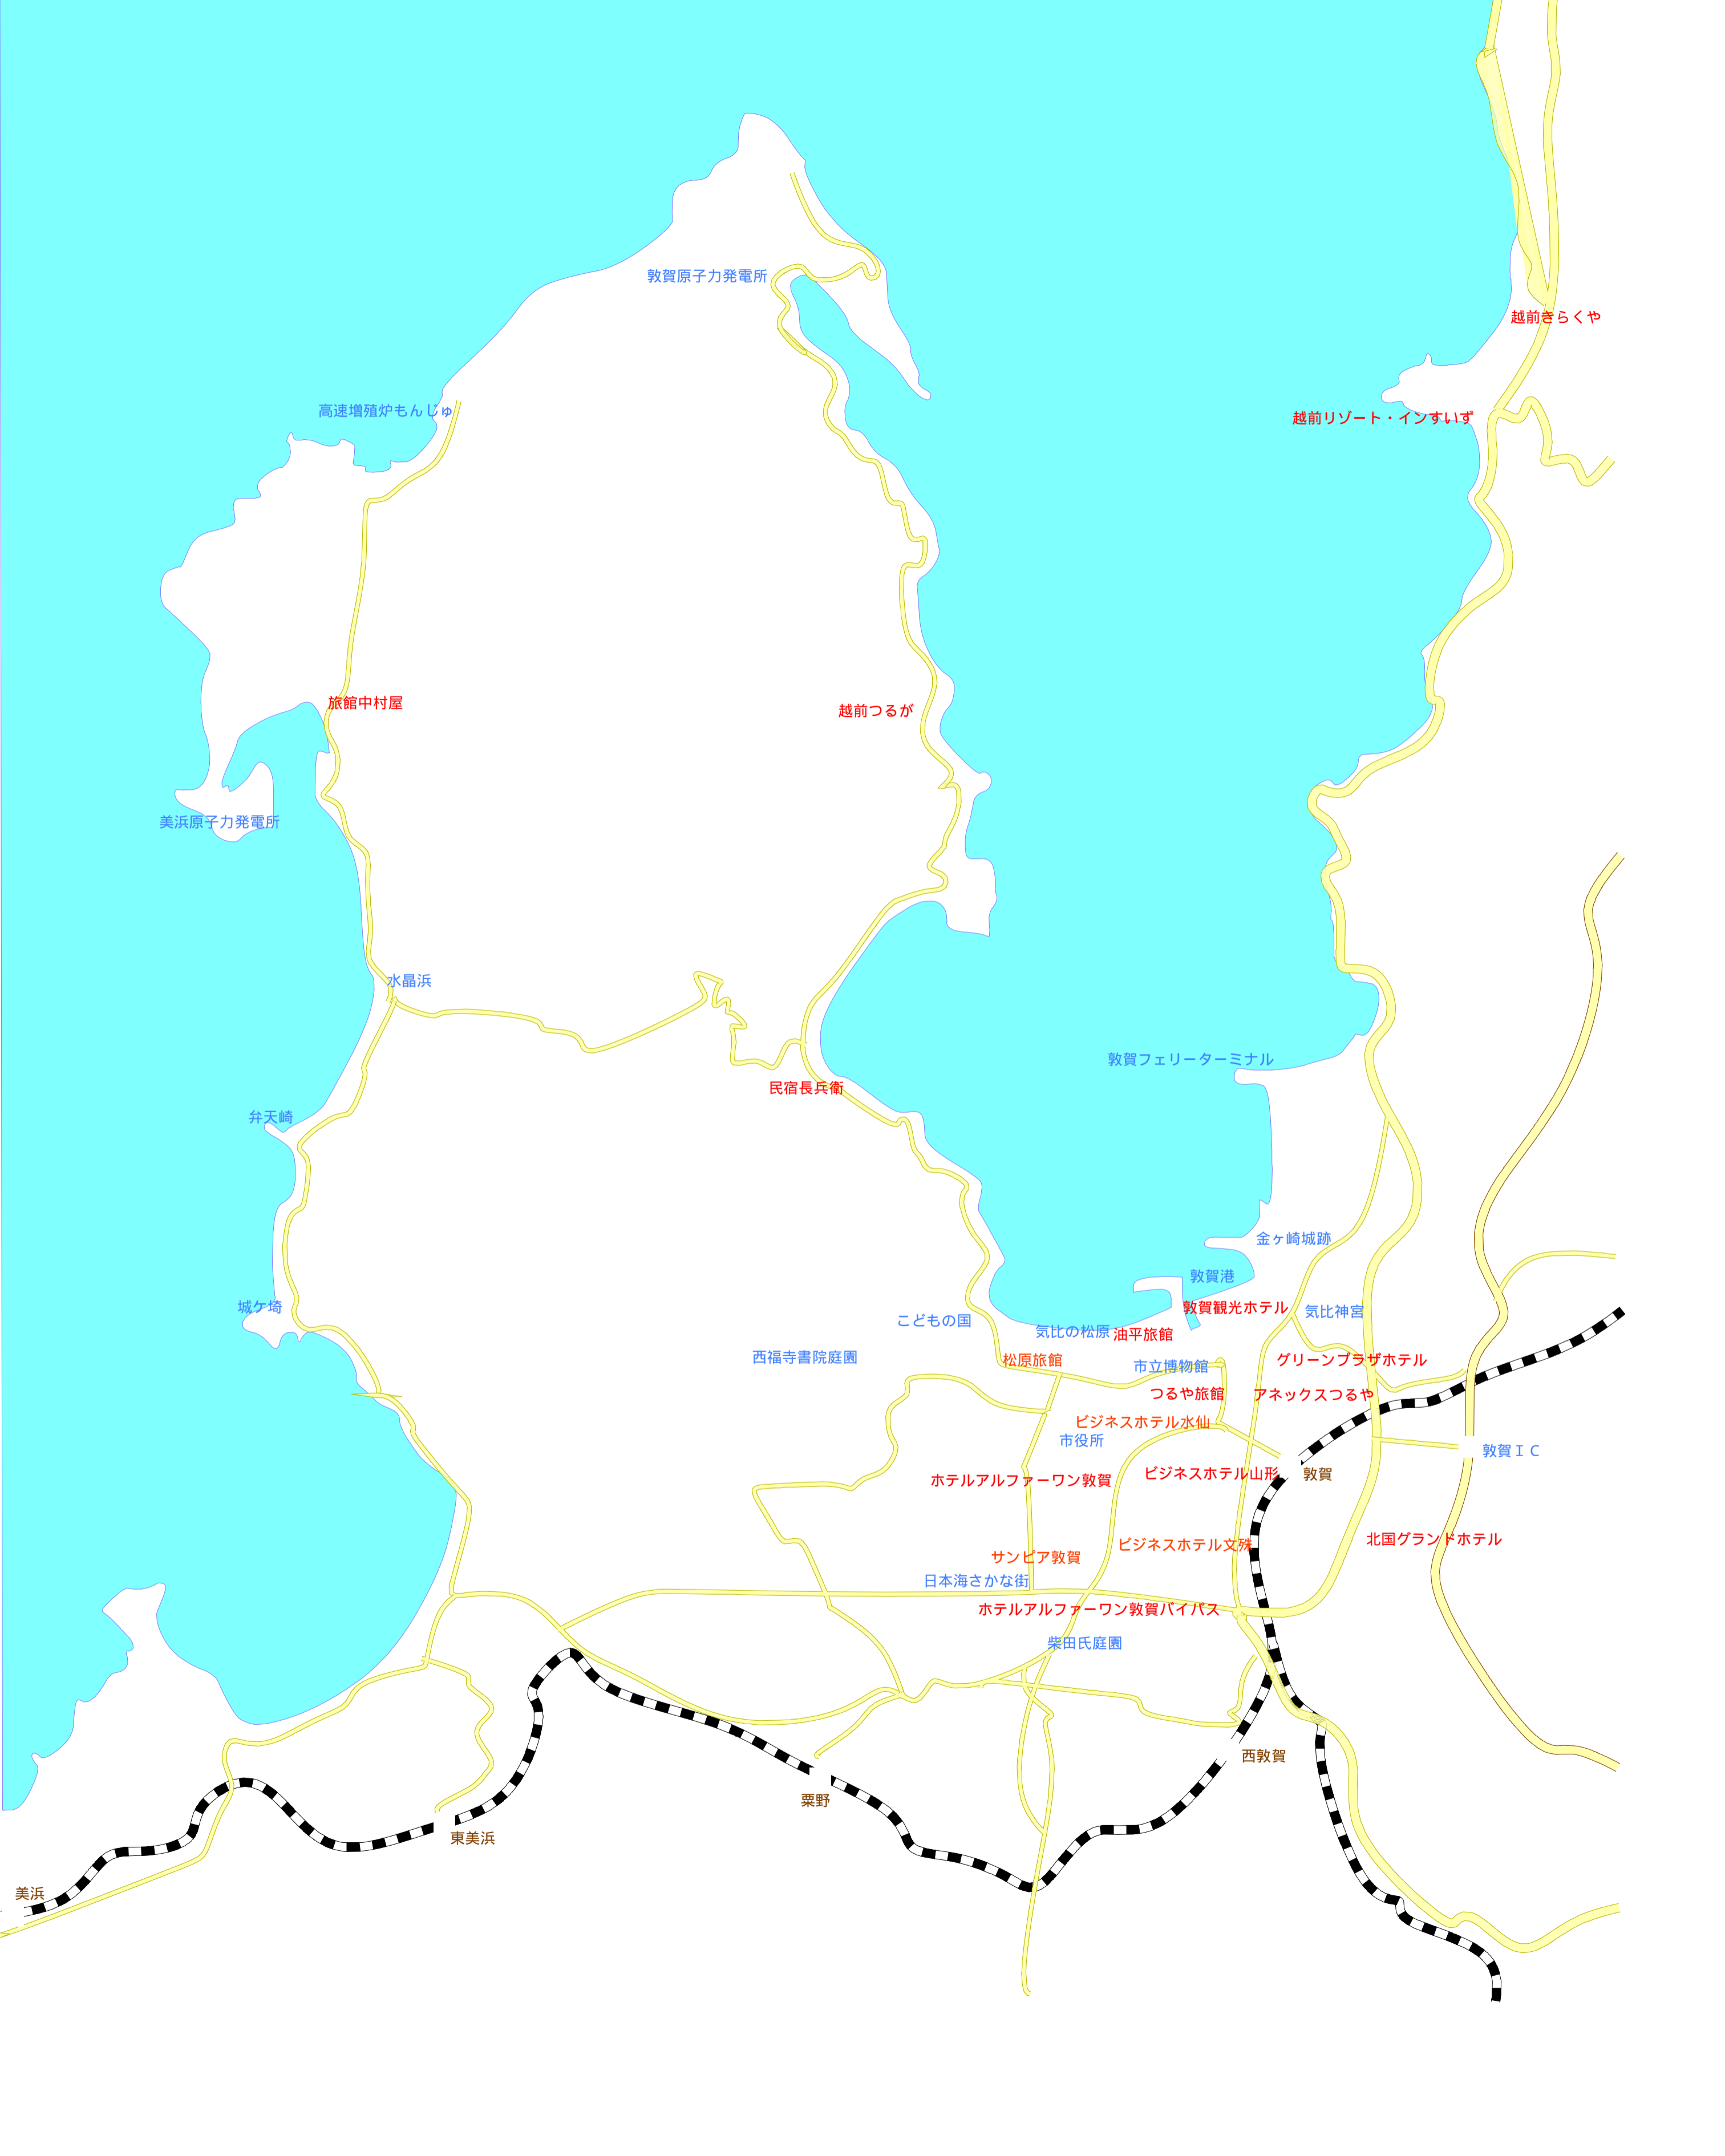 敦賀原子力発電所
越前きらくや
高速増殖炉もんじゅ
越前リゾート・インすいず
旅館中村屋
越前つるが
美浜原子力発電所
水晶浜
敦賀フェリーターミナル
民宿長兵衛
弁天崎
金ヶ崎城跡
敦賀港
城ケ埼
敦賀観光ホテル
気比神宮
こどもの国
気比の松原
油平旅館
西福寺書院庭園
松原旅館
市立博物館
グリーンプラザホテル
つるや旅館
アネックスつるや
ビジネスホテル水仙
市役所
敦賀ＩＣ
ホテルアルファーワン敦賀
ビジネスホテル山形
敦賀
北国グランドホテル
ビジネスホテル文殊
サンピア敦賀
日本海さかな街
ホテルアルファーワン敦賀バイパス
柴田氏庭園
西敦賀
粟野
東美浜
美浜